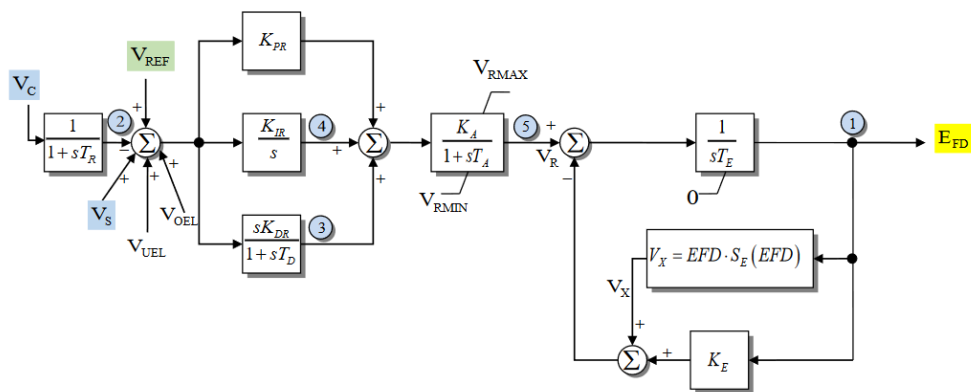 V_C
1
1 + sT_R
2
V_REF
+
−
+
+
+
Σ
V_S
V_UEL
V_OEL
K_PR
K_IR
s
4
sK_DR
1 + sT_D
3
+
+
+
Σ
V_RMAX
K_A
1 + sT_A
V_RMIN
5
+
V_R
−
Σ
1
sT_E
0
1
E_FD
V_X = EFD · S_E (EFD)
V_X
+
Σ
+
K_E